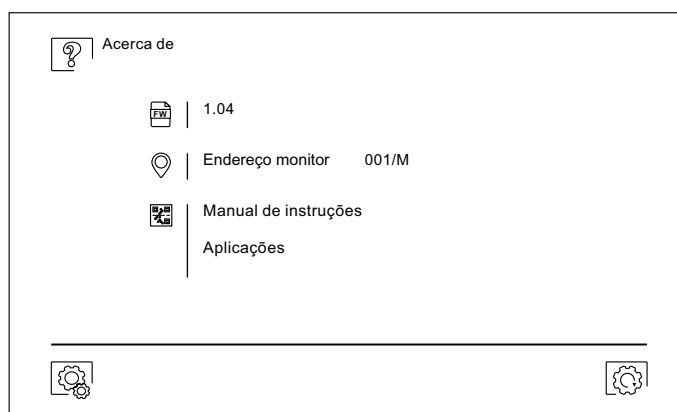 Acerca de
FW
1.04
Endereço monitor 001/M
Manual de instruções
Aplicações